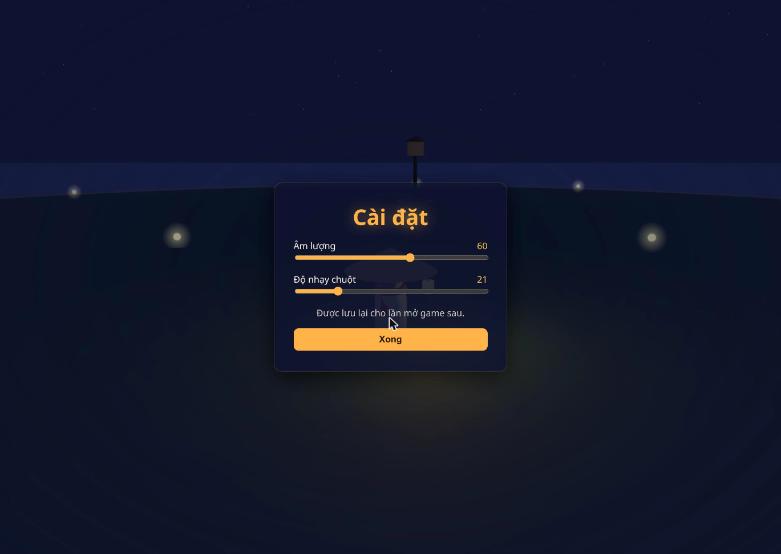 Cài đặt
Âm lượng 60
Độ nhạy chuột 21
Được lưu lại cho lần mở game sau.
Xong